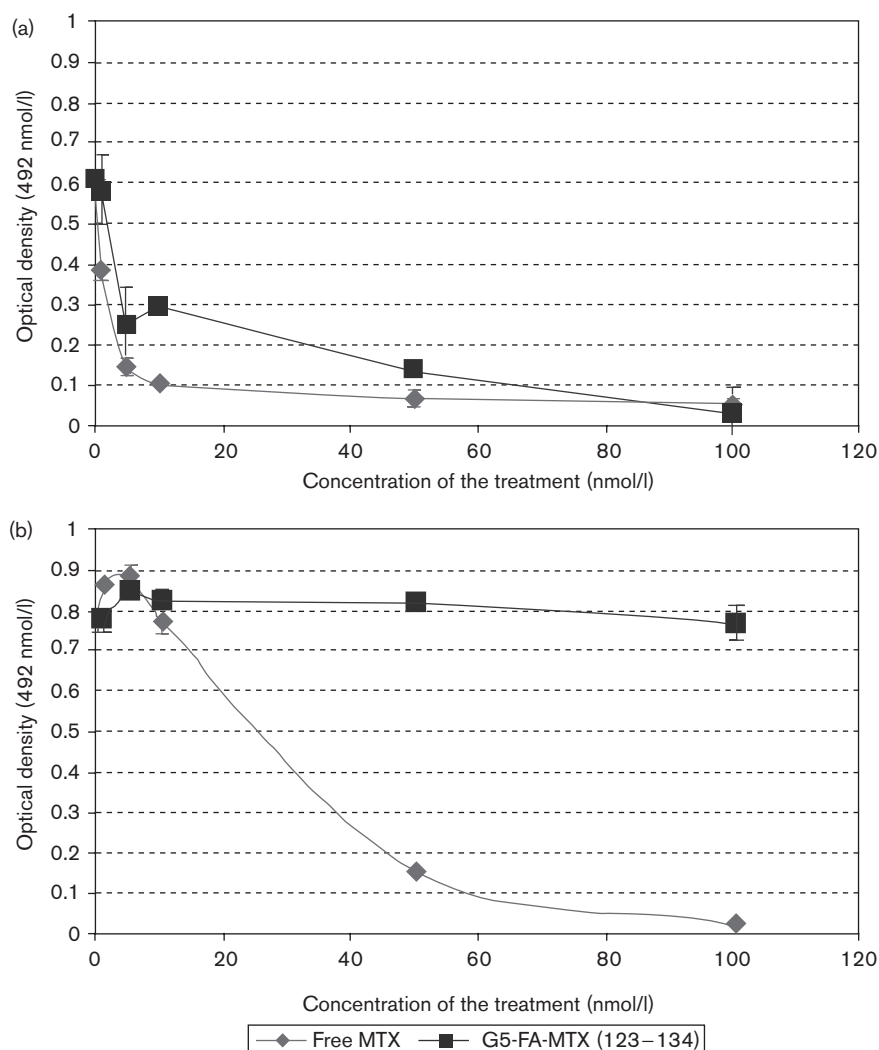 (a)
1
0.9
0.8
0.7
0.6
0.5
0.4
0.3
0.2
0.1
0
Optical density (492 nmol/l)
0 20 40 60 80 100 120
Concentration of the treatment (nmol/l)
(b)
1
0.9
0.8
0.7
0.6
0.5
0.4
0.3
0.2
0.1
0
Optical density (492 nmol/l)
0 20 40 60 80 100 120
Concentration of the treatment (nmol/l)
Free MTX G5-FA-MTX (123–134)